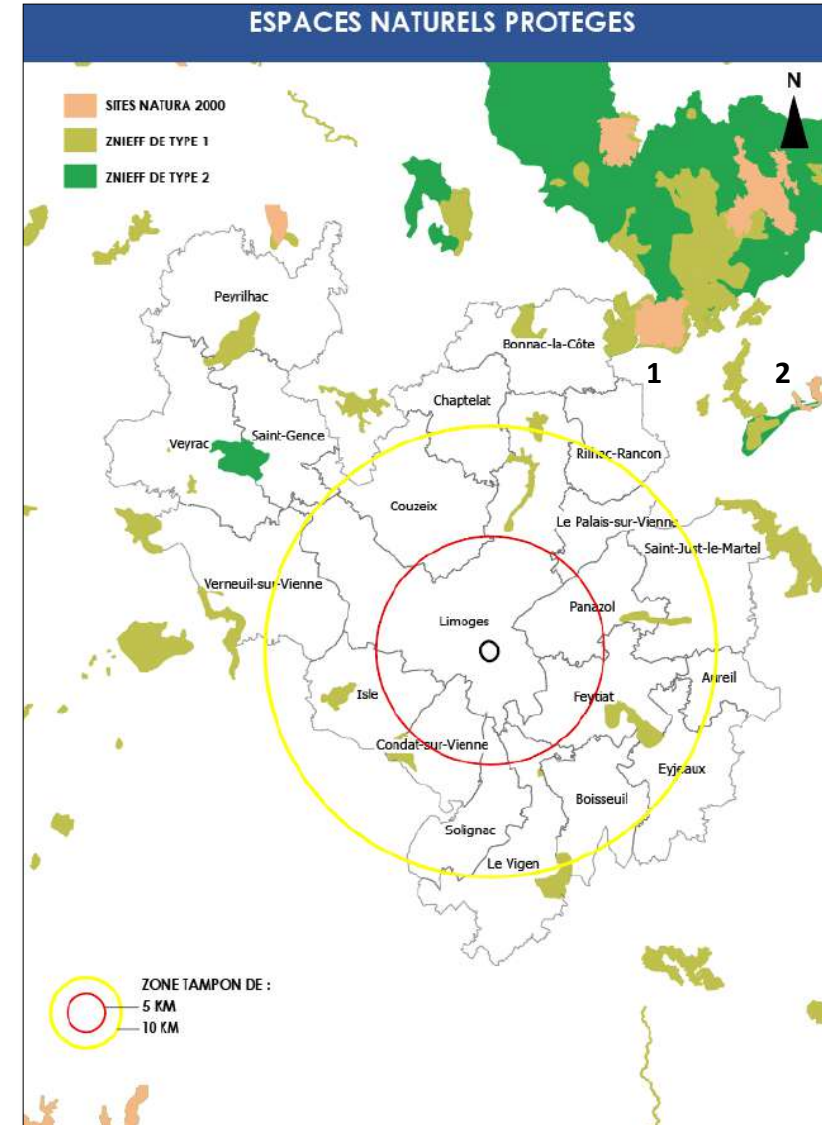 ESPACES NATURELS PROTEGES
N
SITES NATURA 2000
ZNIEFF DE TYPE 1
ZNIEFF DE TYPE 2
Peyrilhac
Bonnac-la-Côte
1
2
Chaptelat
Veyrac
Saint-Gence
Rilhac-Rancon
Couzeix
Le Palais-sur-Vienne
Saint-Just-le-Martel
Verneuil-sur-Vienne
Panazol
Limoges
Aureil
Isle
Feytiat
Condat-sur-Vienne
Eyjeaux
Boisseuil
Solignac
Le Vigen
ZONE TAMPON DE :
5 KM
10 KM